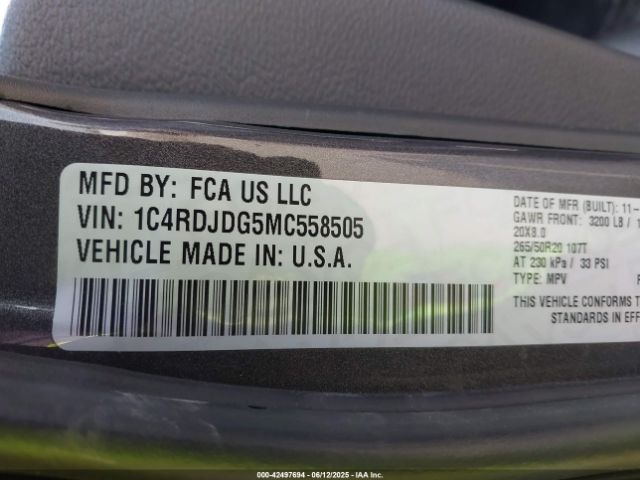 MFD BY: FCA US LLC
VIN: 1C4RDJDG5MC558505
VEHICLE MADE IN: U.S.A.
DATE OF MFR (BUILT): 11-
GAWR FRONT: 3200 LB /
20X8.0
265/50R20 107T
AT 230 kPa / 33 PSI
TYPE: MPV
THIS VEHICLE CONFORMS
STANDARDS IN EFF
000-42497694 06/12/2025 IAA Inc.